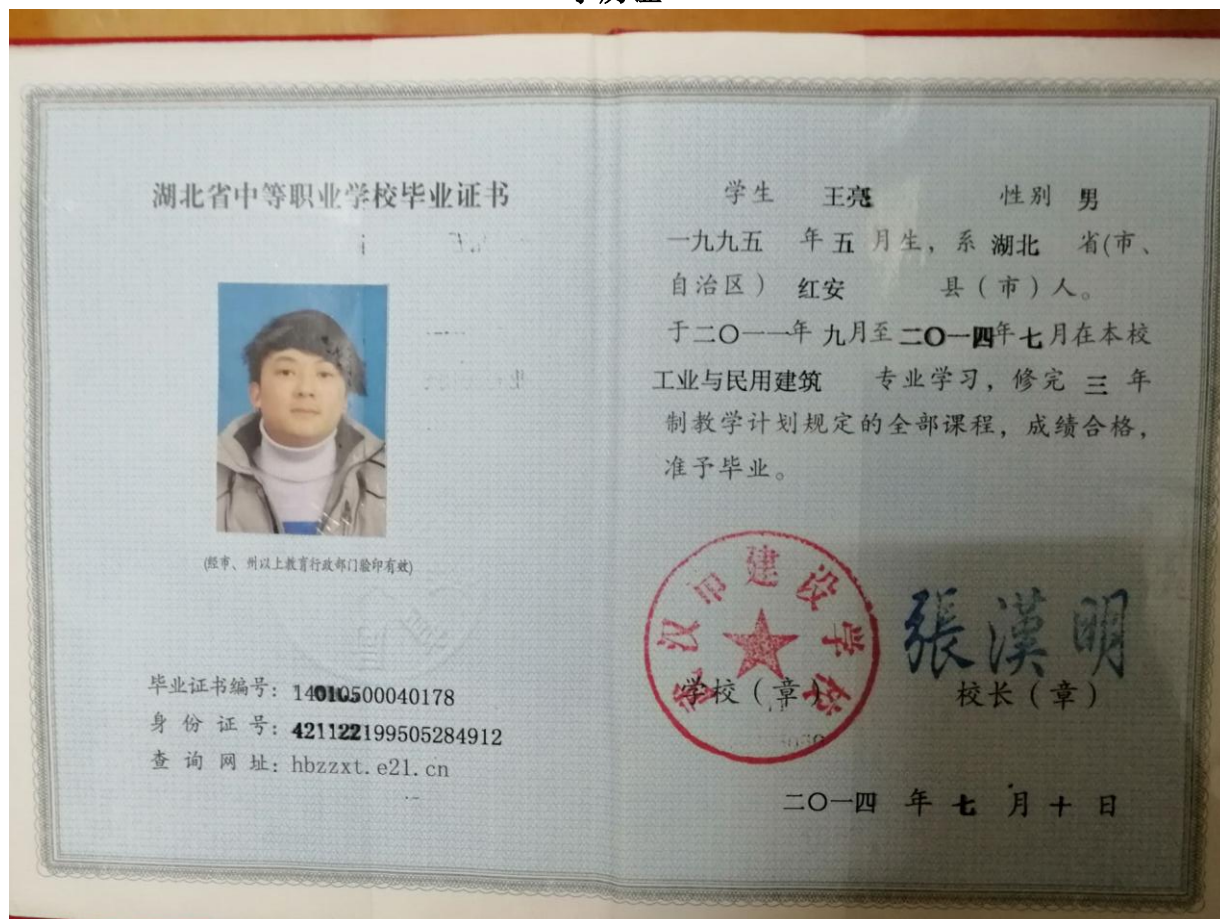 湖北省中等职业学校毕业证书
(经市、州以上教育行政部门验印有效)
毕业证书编号: 14010500040178
身份证号: 421122199505284912
查询网址: hbzzxt.e21.cn
学生 王亮 性别 男
一九九五 年 五 月生, 系 湖北 省(市、
自治区) 红安 县(市)人。
于二〇一一年 九月至二〇一四年七月在本校
工业与民用建筑 专业学习, 修完 三 年
制教学计划规定的全部课程, 成绩合格,
准予毕业。
武汉市建设学校
張漢明
学校(章) 校长(章)
二〇一四 年 七 月 十 日